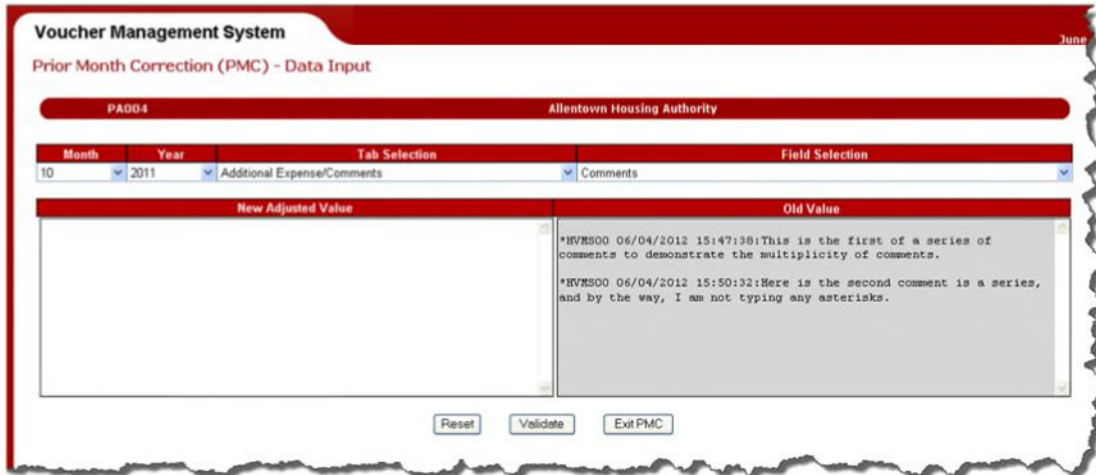 Voucher Management System
June
Prior Month Correction (PMC) - Data Input
PA004 Allentown Housing Authority
Month Year Tab Selection Field Selection
10 2011 Additional Expense/Comments Comments
New Adjusted Value Old Value
*HVMS00 06/04/2012 15:47:38:This is the first of a series of
comments to demonstrate the multiplicity of comments.
*HVMS00 06/04/2012 15:50:32:Here is the second comment is a series,
and by the way, I am not typing any asterisks.
Reset Validate Exit PMC